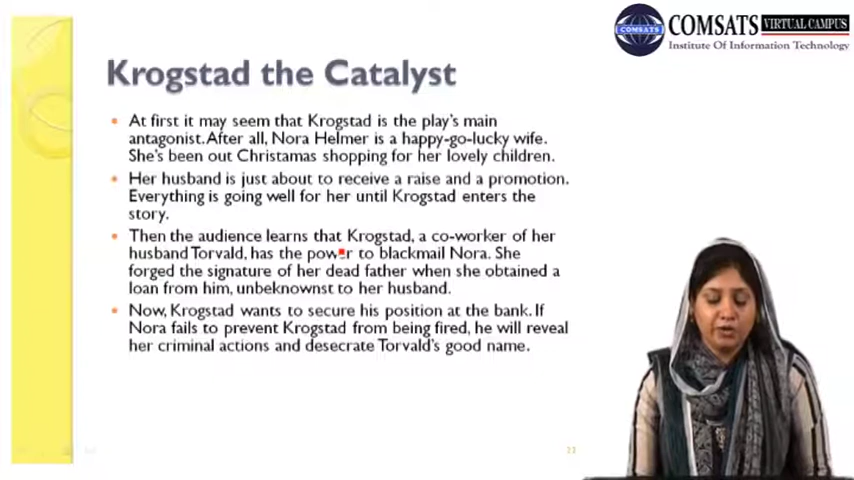 COMSATS VIRTUAL CAMPUS
COMSATS
Institute Of Information Technology
Krogstad the Catalyst
• At first it may seem that Krogstad is the play's main
antagonist. After all, Nora Helmer is a happy-go-lucky wife.
She's been out Christamas shopping for her lovely children.
• Her husband is just about to receive a raise and a promotion.
Everything is going well for her until Krogstad enters the
story.
• Then the audience learns that Krogstad, a co-worker of her
husband Torvald, has the power to blackmail Nora. She
forged the signature of her dead father when she obtained a
loan from him, unbeknownst to her husband.
• Now, Krogstad wants to secure his position at the bank. If
Nora fails to prevent Krogstad from being fired, he will reveal
her criminal actions and desecrate Torvald's good name.
22